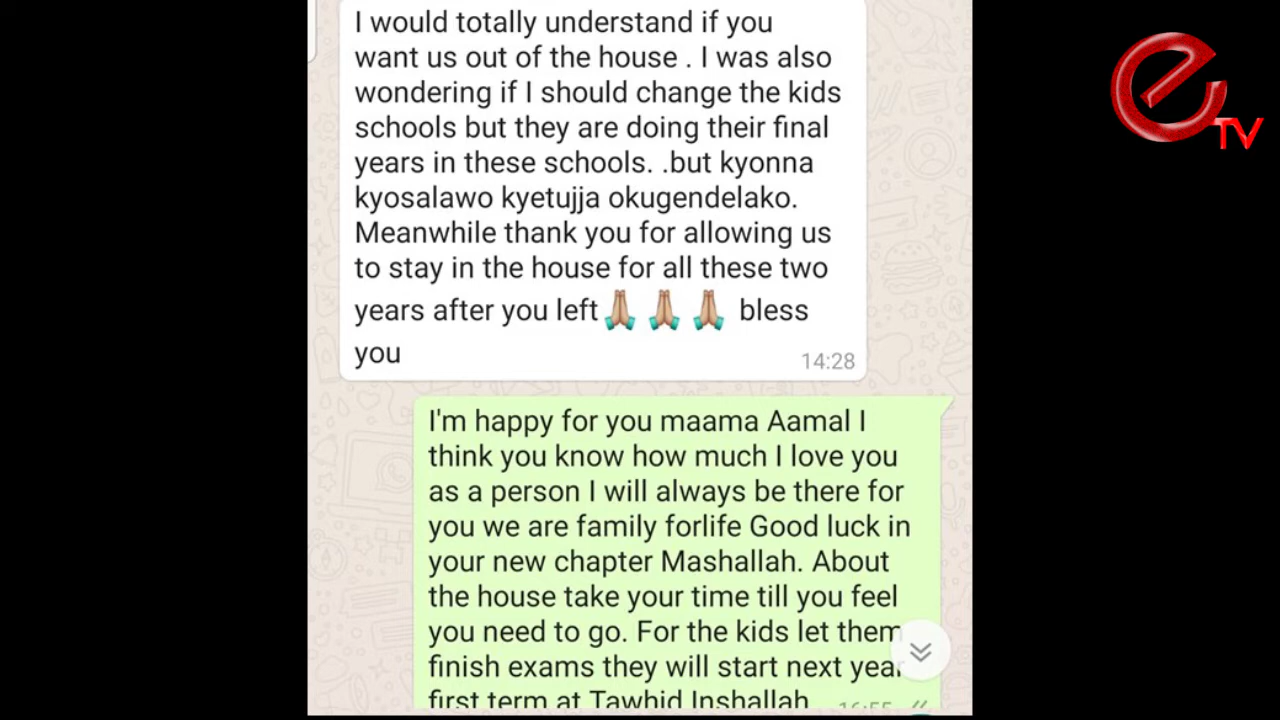 I would totally understand if you
want us out of the house . I was also
wondering if I should change the kids
schools but they are doing their final
years in these schools. .but kyonna
kyosalawo kyetujja okugendelako.
Meanwhile thank you for allowing us
to stay in the house for all these two
years after you left🙏🏼🙏🏼🙏🏼 bless
you
14:28
I'm happy for you maama Aamal I
think you know how much I love you
as a person I will always be there for
you we are family forlife Good luck in
your new chapter Mashallah. About
the house take your time till you feel
you need to go. For the kids let them
finish exams they will start next year
first term at Tawhid Inshallah
16:55
e TV